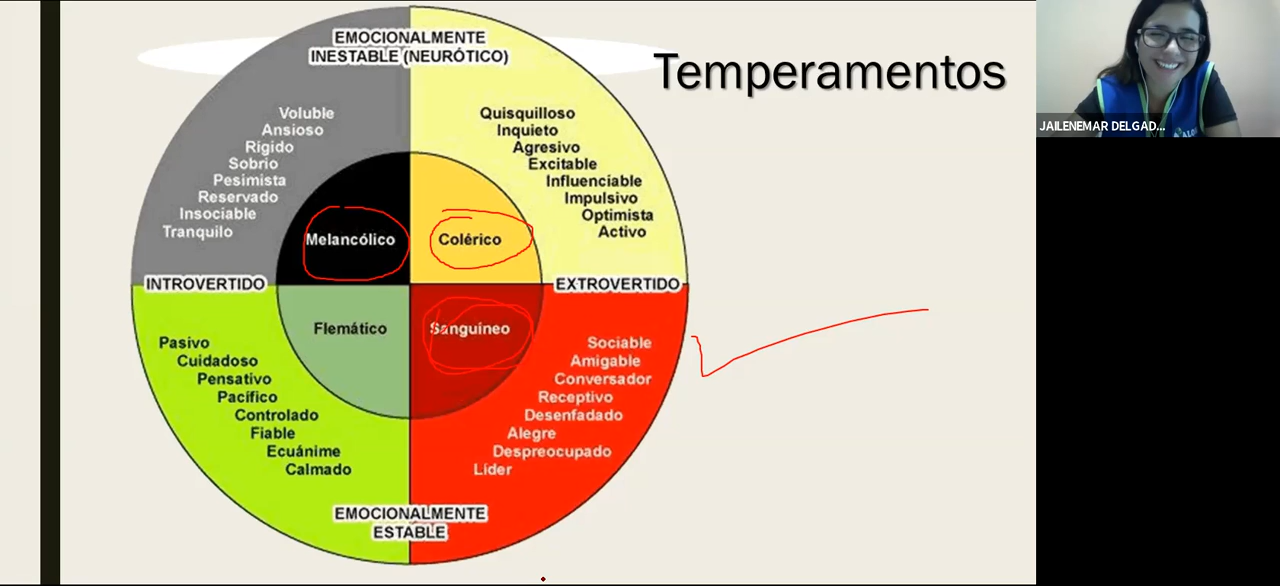 Temperamentos
EMOCIONALMENTE
INESTABLE (NEURÓTICO)
Voluble
Ansioso
Rígido
Sobrio
Pesimista
Reservado
Insociable
Tranquilo
Quisquilloso
Inquieto
Agresivo
Excitable
Influenciable
Impulsivo
Optimista
Activo
Melancólico
Colérico
INTROVERTIDO
EXTROVERTIDO
Flemático
Sanguíneo
Pasivo
Cuidadoso
Pensativo
Pacífico
Controlado
Fiable
Ecuánime
Calmado
Sociable
Amigable
Conversador
Receptivo
Desenfadado
Alegre
Despreocupado
Líder
EMOCIONALMENTE
ESTABLE
JAILENEMAR DELGAD...